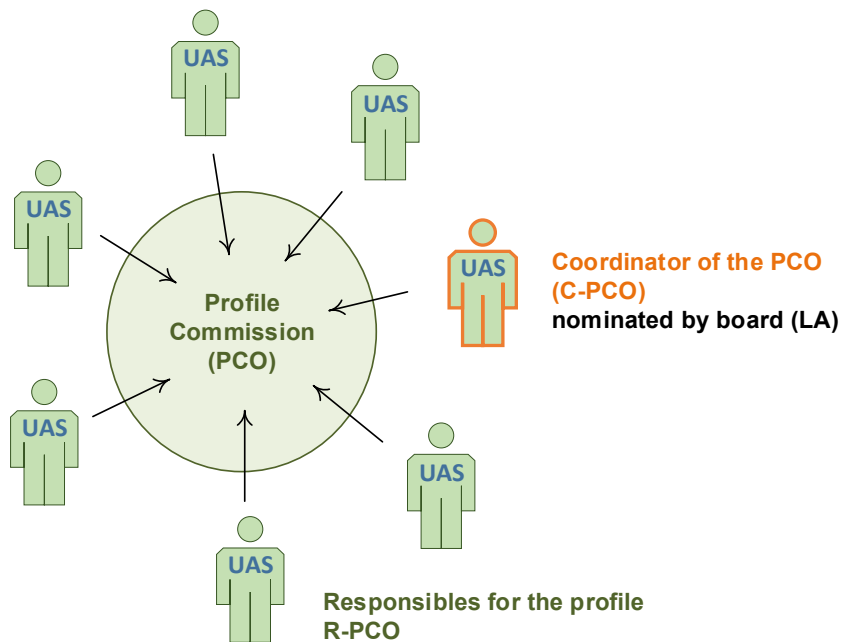 UAS
UAS
UAS
UAS
Coordinator of the PCO
(C-PCO)
nominated by board (LA)
Profile
Commission
(PCO)
UAS
UAS
UAS
Responsibles for the profile
R-PCO